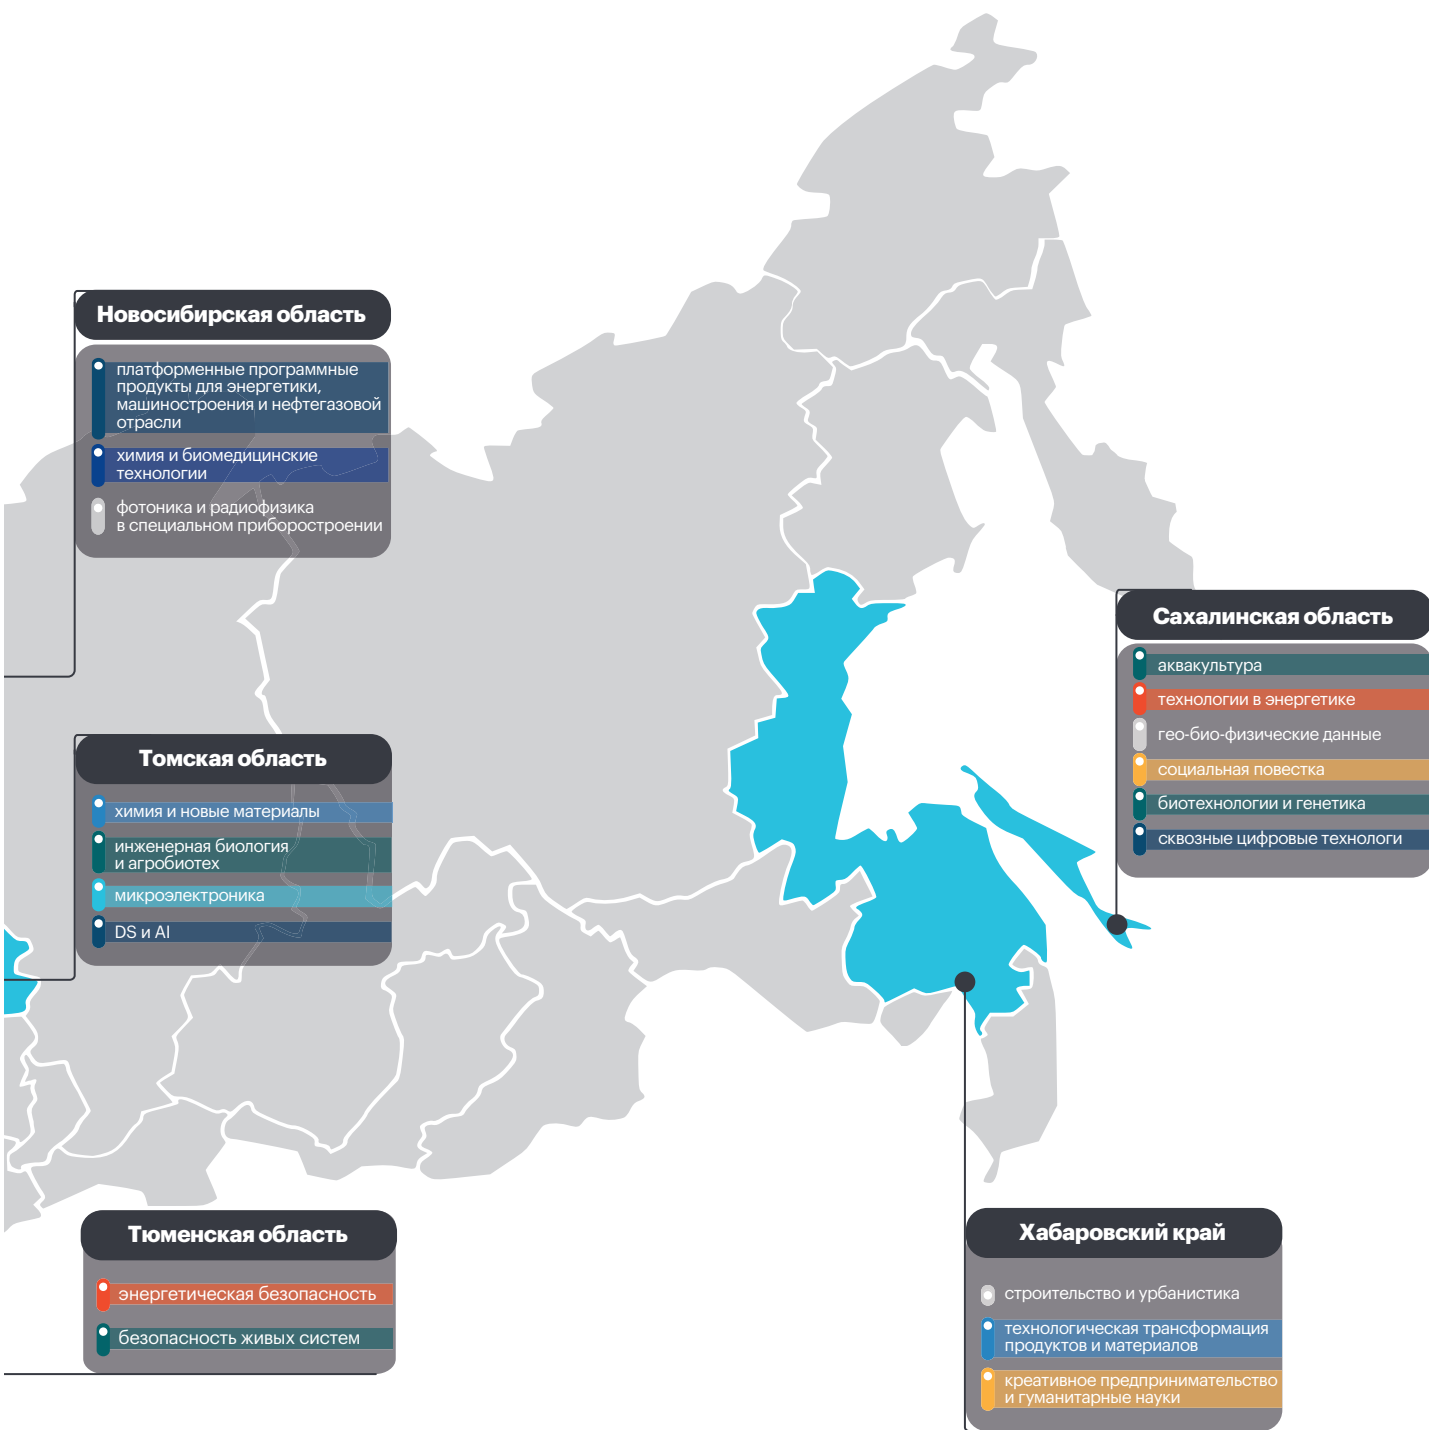 Новосибирская область
платформенные программные
продукты для энергетики,
машиностроения и нефтегазовой
отрасли
химия и биомедицинские
технологии
фотоника и радиофизика
в специальном приборостроении
Сахалинская область
аквакультура
технологии в энергетике
гео-био-физические данные
социальная повестка
биотехнологии и генетика
сквозные цифровые технологи
Томская область
химия и новые материалы
инженерная биология
и агробиотех
микроэлектроника
DS и AI
Тюменская область
энергетическая безопасность
безопасность живых систем
Хабаровский край
строительство и урбанистика
технологическая трансформация
продуктов и материалов
креативное предпринимательство
и гуманитарные науки